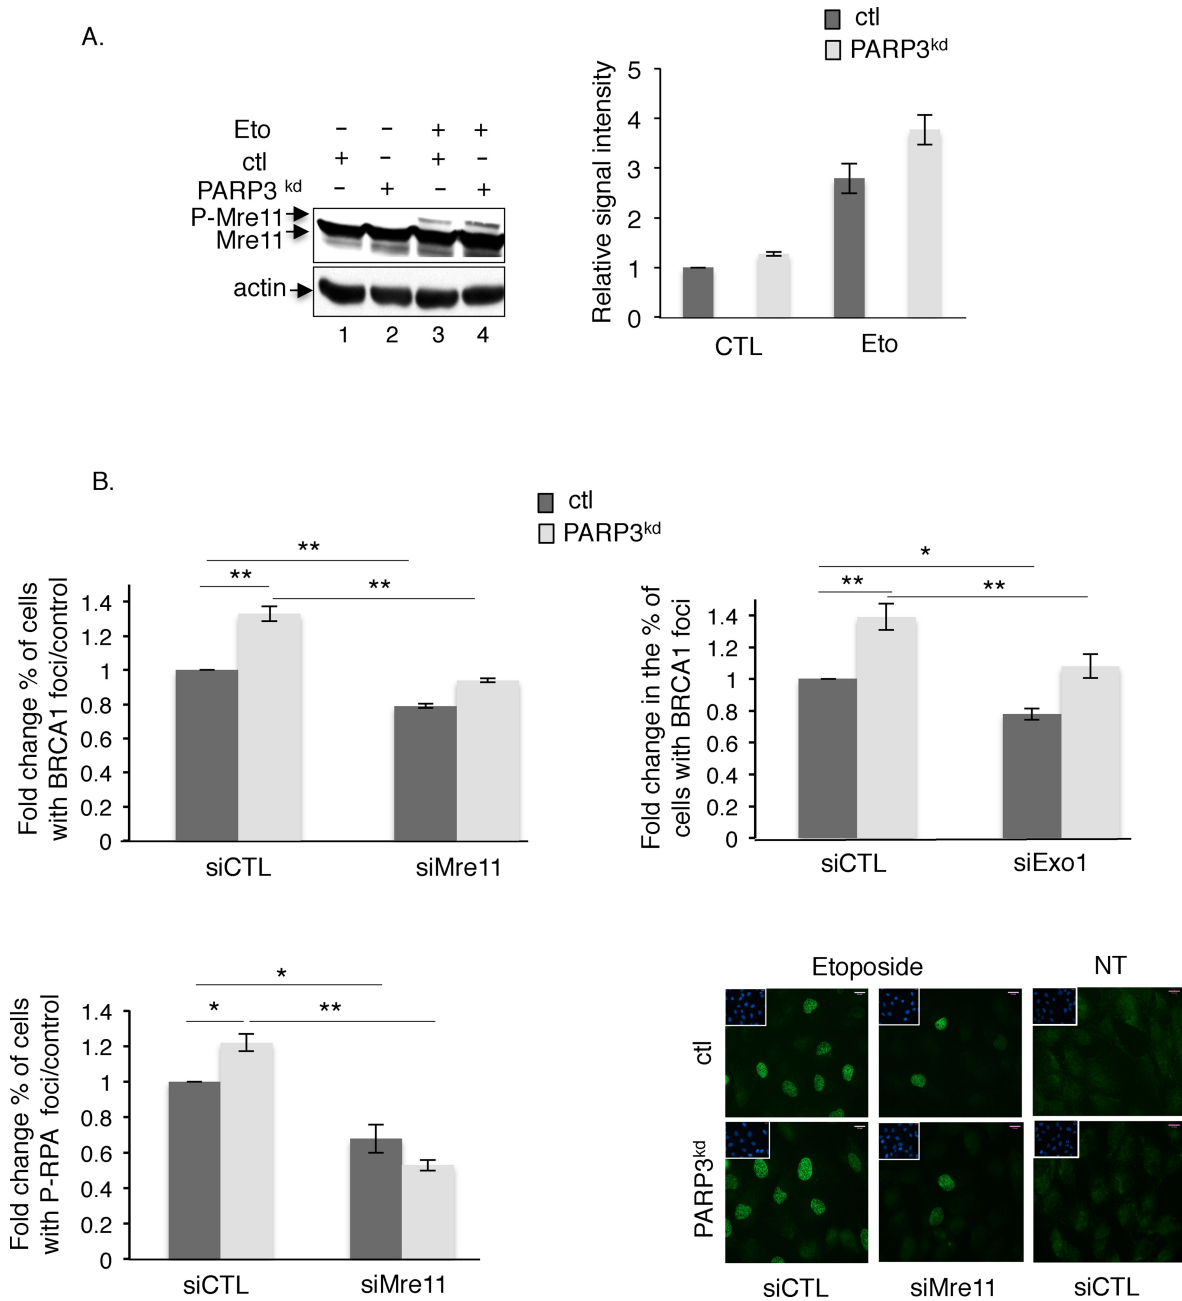 A.
Eto – – + +
ctl + – + –
PARP3 kd – + – +
P-Mre11
Mre11
actin
1 2 3 4
ctl
PARP3kd
Relative signal intensity
5
4
3
2
1
0
CTL Eto
B.
ctl
PARP3kd
** 
** **
Fold change % of cells
with BRCA1 foci/control
1.4
1.2
1
0.8
0.6
0.4
0.2
0
siCTL siMre11
*
** **
Fold change in the % of
cells with BRCA1 foci
1.4
1.2
1
0.8
0.6
0.4
0.2
0
siCTL siExo1
*
* **
Fold change % of cells
with P-RPA foci/control
1.4
1.2
1
0.8
0.6
0.4
0.2
0
siCTL siMre11
Etoposide NT
ctl
PARP3kd
siCTL siMre11 siCTL